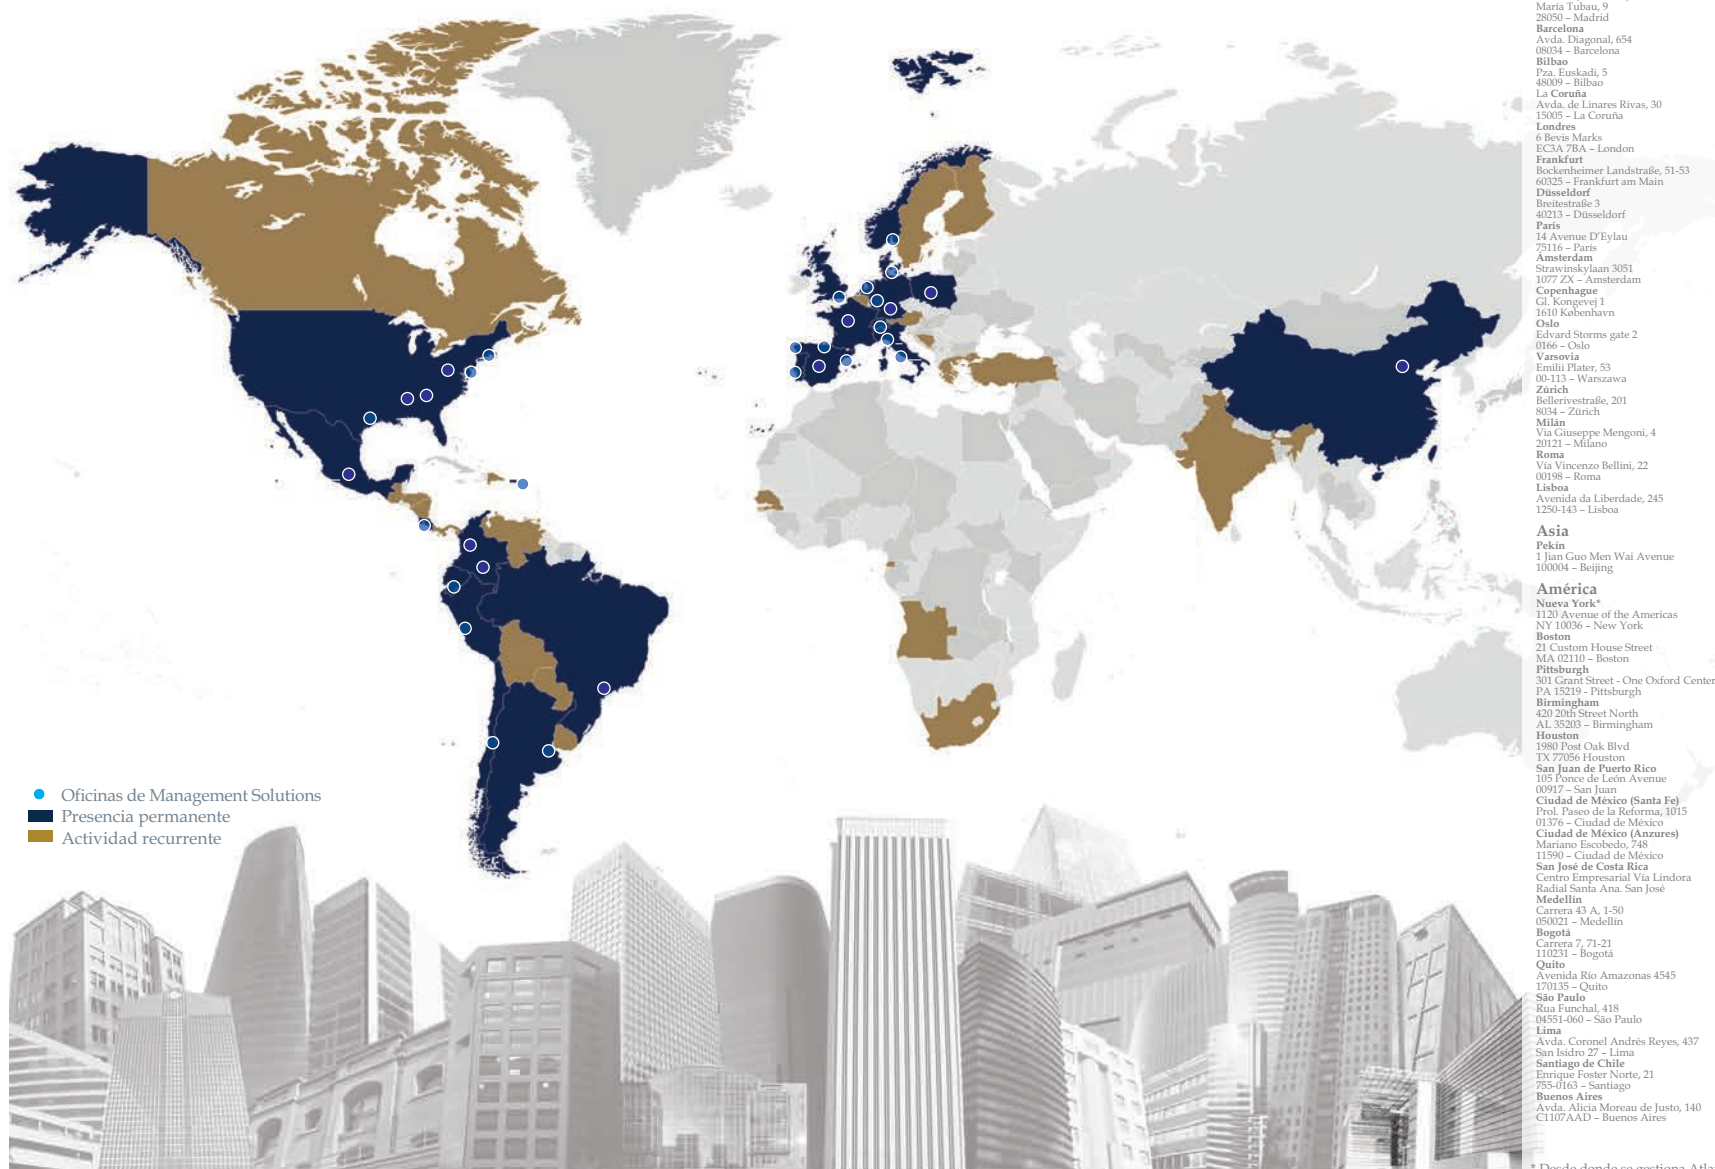 Oficinas de Management Solutions
Presencia permanente
Actividad recurrente
María Tubau, 9
28050 – Madrid
Barcelona
Avda. Diagonal, 654
08034 – Barcelona
Bilbao
Pza. Euskadi, 5
48009 – Bilbao
La Coruña
Avda. de Linares Rivas, 30
15005 – La Coruña
Londres
6 Bevis Marks
EC3A 7BA – London
Frankfurt
Bockenheimer Landstraße, 51-53
60325 – Frankfurt am Main
Düsseldorf
Breitestraße 3
40213 – Düsseldorf
París
14 Avenue D'Eylau
75116 – París
Ámsterdam
Strawinskylaan 3051
1077 ZX – Amsterdam
Copenhague
Gl. Kongevej 1
1610 København
Oslo
Edvard Storms gate 2
0166 – Oslo
Varsovia
Emilii Plater, 53
00-113 – Warszawa
Zúrich
Bellerivestraße, 201
8034 – Zürich
Milán
Via Giuseppe Mengoni, 4
20121 – Milano
Roma
Vía Vincenzo Bellini, 22
00198 – Roma
Lisboa
Avenida da Liberdade, 245
1250-143 – Lisboa
Asia
Pekín
1 Jian Guo Men Wai Avenue
100004 – Beijing
América
Nueva York*
1120 Avenue of the Americas
NY 10036 – New York
Boston
21 Custom House Street
MA 02110 – Boston
Pittsburgh
301 Grant Street - One Oxford Center
PA 15219 - Pittsburgh
Birmingham
420 20th Street North
AL 35203 – Birmingham
Houston
1980 Post Oak Blvd
TX 77056 Houston
San Juan de Puerto Rico
105 Ponce de León Avenue
00917 – San Juan
Ciudad de México (Santa Fe)
Prol. Paseo de la Reforma, 1015
01376 – Ciudad de México
Ciudad de México (Anzures)
Mariano Escobedo, 748
11590 – Ciudad de México
San José de Costa Rica
Centro Empresarial Vía Lindora
Radial Santa Ana. San José
Medellín
Carrera 43 A, 1-50
050021 – Medellín
Bogotá
Carrera 7, 71-21
110231 – Bogotá
Quito
Avenida Río Amazonas 4545
170135 – Quito
São Paulo
Rua Funchal, 418
04551-060 – São Paulo
Lima
Avda. Coronel Andrés Reyes, 437
San Isidro 27 – Lima
Santiago de Chile
Enrique Foster Norte, 21
755-0163 – Santiago
Buenos Aires
Avda. Alicia Moreau de Justo, 140
C1107AAD – Buenos Aires
* Desde donde se gestiona